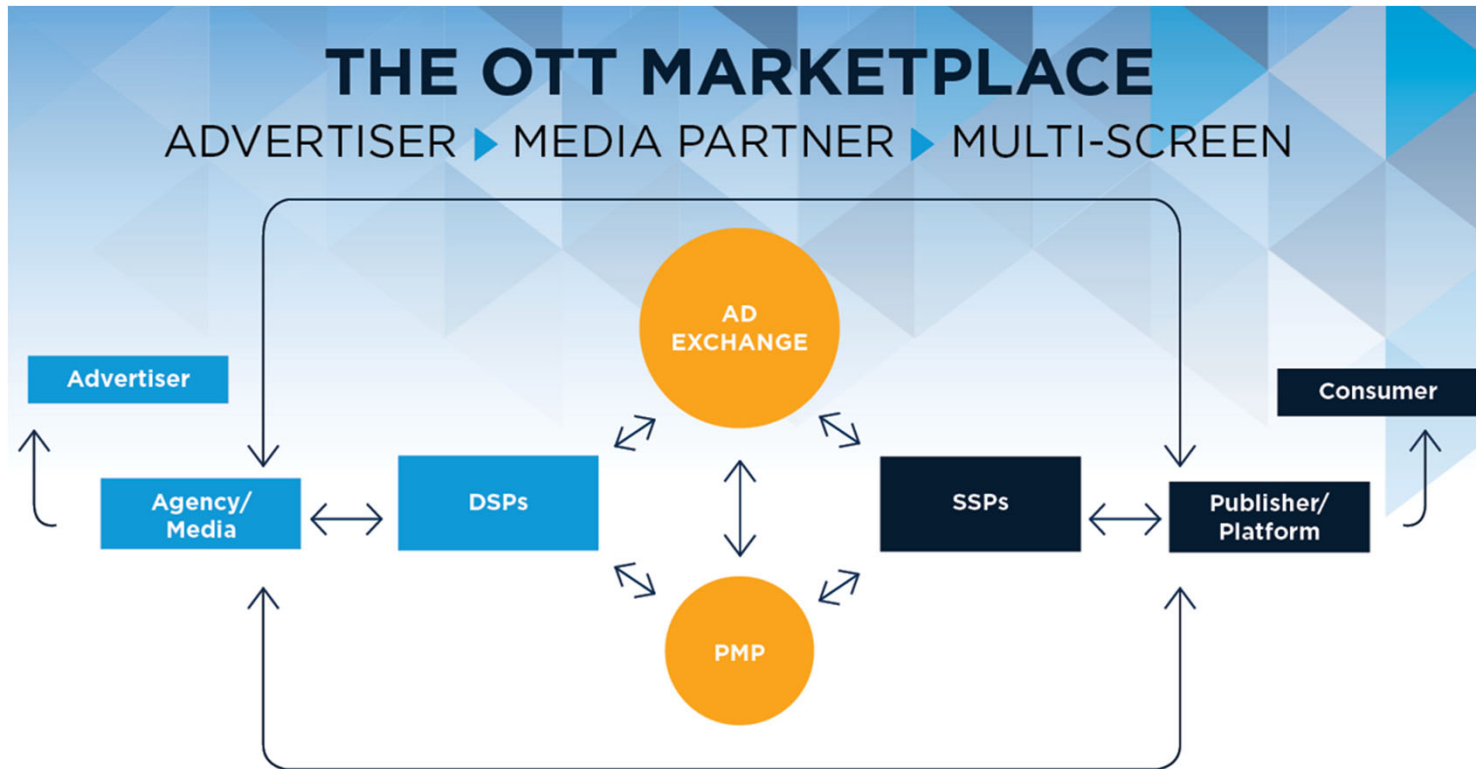 THE OTT MARKETPLACE
ADVERTISER ▶ MEDIA PARTNER ▶ MULTI-SCREEN
AD
EXCHANGE
Advertiser
Consumer
Agency/
Media
DSPs
SSPs
Publisher/
Platform
PMP